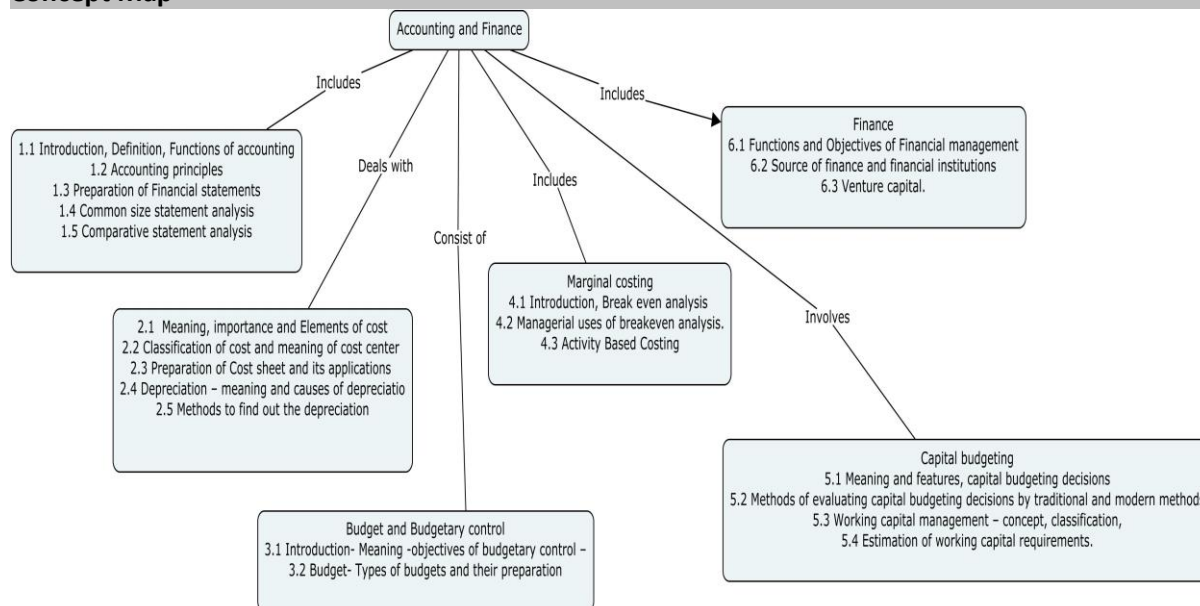 Concept Map
Accounting and Finance
Includes
1.1 Introduction, Definition, Functions of accounting
1.2 Accounting principles
1.3 Preparation of Financial statements
1.4 Common size statement analysis
1.5 Comparative statement analysis
Deals with
2.1 Meaning, importance and Elements of cost
2.2 Classification of cost and meaning of cost center
2.3 Preparation of Cost sheet and its applications
2.4 Depreciation – meaning and causes of depreciatio
2.5 Methods to find out the depreciation
Consist of
Budget and Budgetary control
3.1 Introduction- Meaning -objectives of budgetary control –
3.2 Budget- Types of budgets and their preparation
Includes
Marginal costing
4.1 Introduction, Break even analysis
4.2 Managerial uses of breakeven analysis.
4.3 Activity Based Costing
Involves
Capital budgeting
5.1 Meaning and features, capital budgeting decisions
5.2 Methods of evaluating capital budgeting decisions by traditional and modern methods
5.3 Working capital management – concept, classification,
5.4 Estimation of working capital requirements.
Includes
Finance
6.1 Functions and Objectives of Financial management
6.2 Source of finance and financial institutions
6.3 Venture capital.